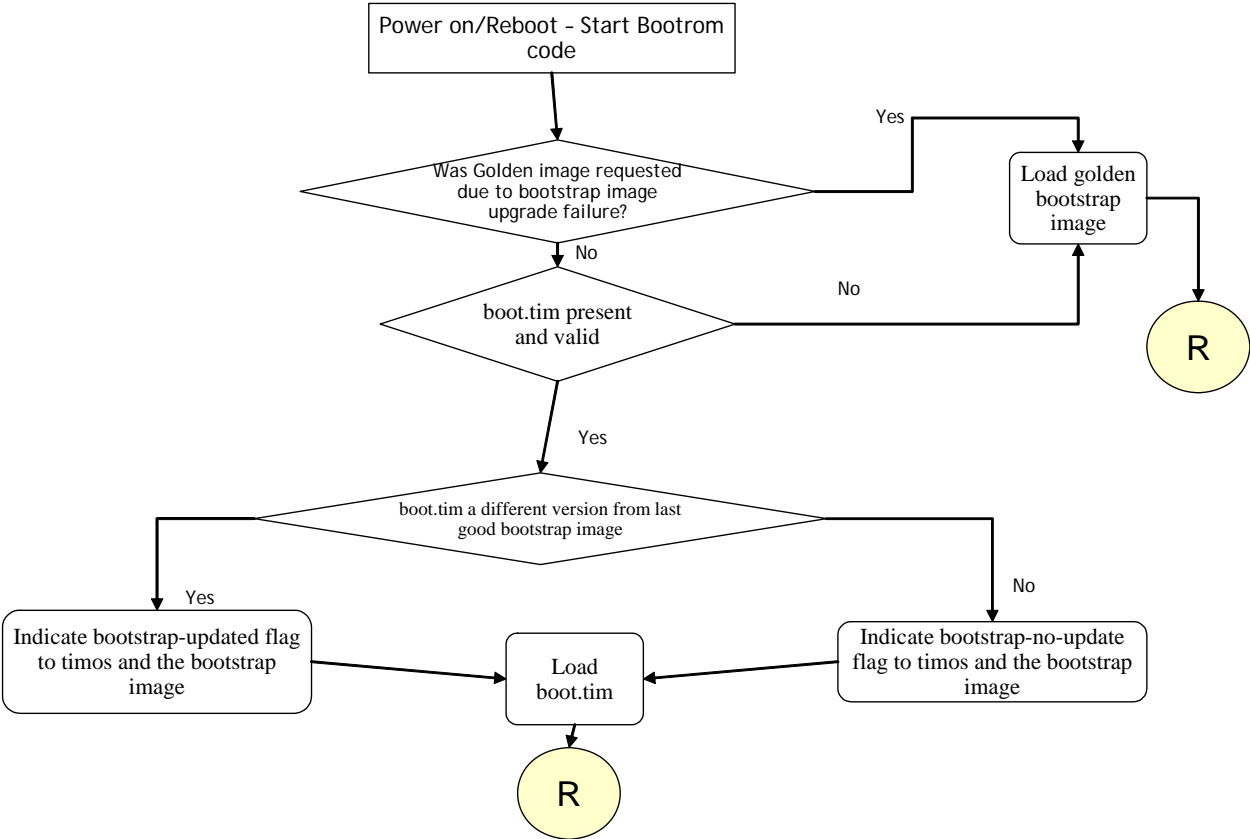 Power on/Reboot – Start Bootrom
code
Yes
Was Golden image requested
due to bootstrap image
upgrade failure?
Load golden
bootstrap
image
No
No
boot.tim present
and valid
R
Yes
boot.tim a different version from last
good bootstrap image
Yes
No
Indicate bootstrap-updated flag
to timos and the bootstrap
image
Load
boot.tim
Indicate bootstrap-no-update
flag to timos and the bootstrap
image
R